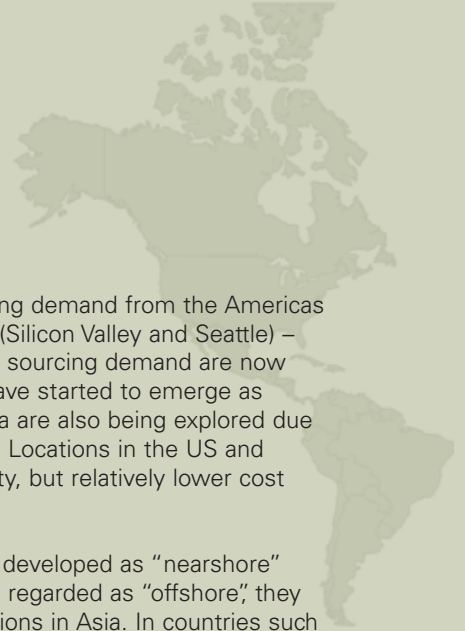 ng demand from the Americas
(Silicon Valley and Seattle) –
sourcing demand are now
ave started to emerge as
a are also being explored due
Locations in the US and
ty, but relatively lower cost
developed as “nearshore”
regarded as “offshore”, they
ions in Asia. In countries such